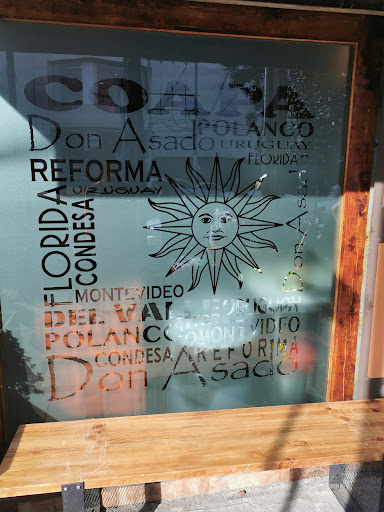 COAPA
Don Asado
POLANCO
URUGUAY
FLORIDA
REFORMA
URUGUAY
FLORIDA
CONDESA
Don Asado
MONTEVIDEO
URUGUAY
DEL VALLE
POLANCO
MONTVIDEO
CONDESA
REFORMA
Don Asado